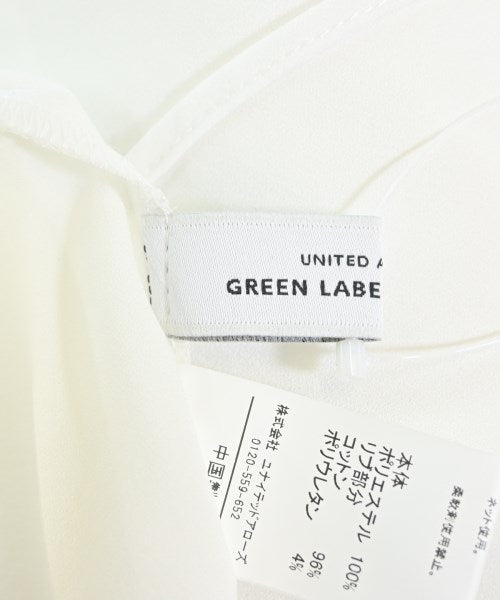 UNITED A
GREEN LABE
ネット使用。
柔軟剤使用禁止。
本体
ポリエステル 100%
リブ部分
コットン 96%
ポリウレタン 4%
株式会社 ユナイテッドアローズ
0120-559-652
中国製